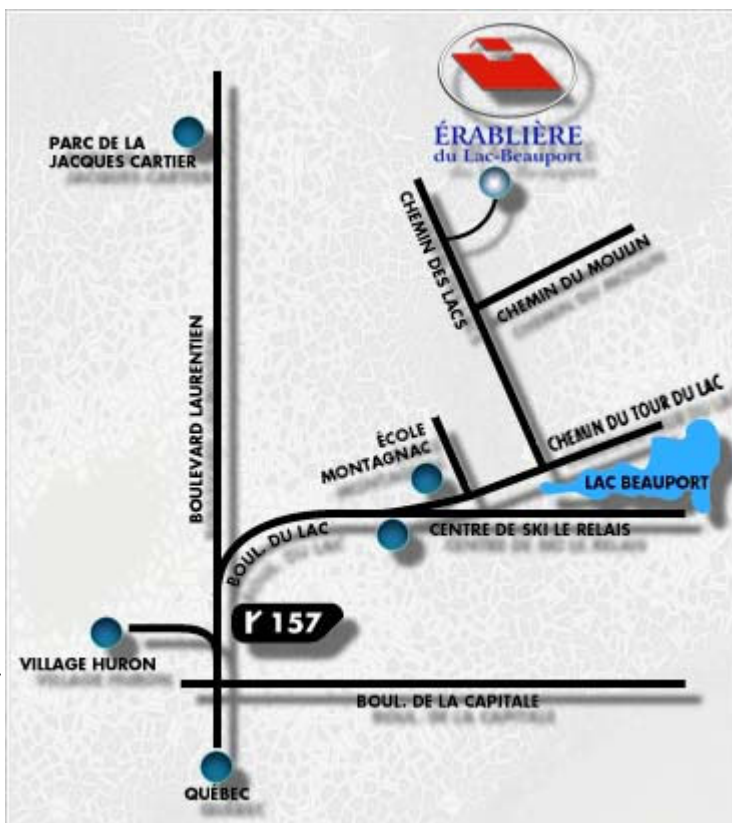 ÉRABLIÈRE
du Lac-Beauport
PARC DE LA
JACQUES CARTIER
CHEMIN DES LACS
CHEMIN DU MOULIN
BOULEVARD LAURENTIEN
CHEMIN DU TOUR DU LAC
ÉCOLE
MONTAGNAC
LAC BEAUPORT
BOUL. DU LAC
CENTRE DE SKI LE RELAIS
r 157
VILLAGE HURON
BOUL. DE LA CAPITALE
QUÉBEC